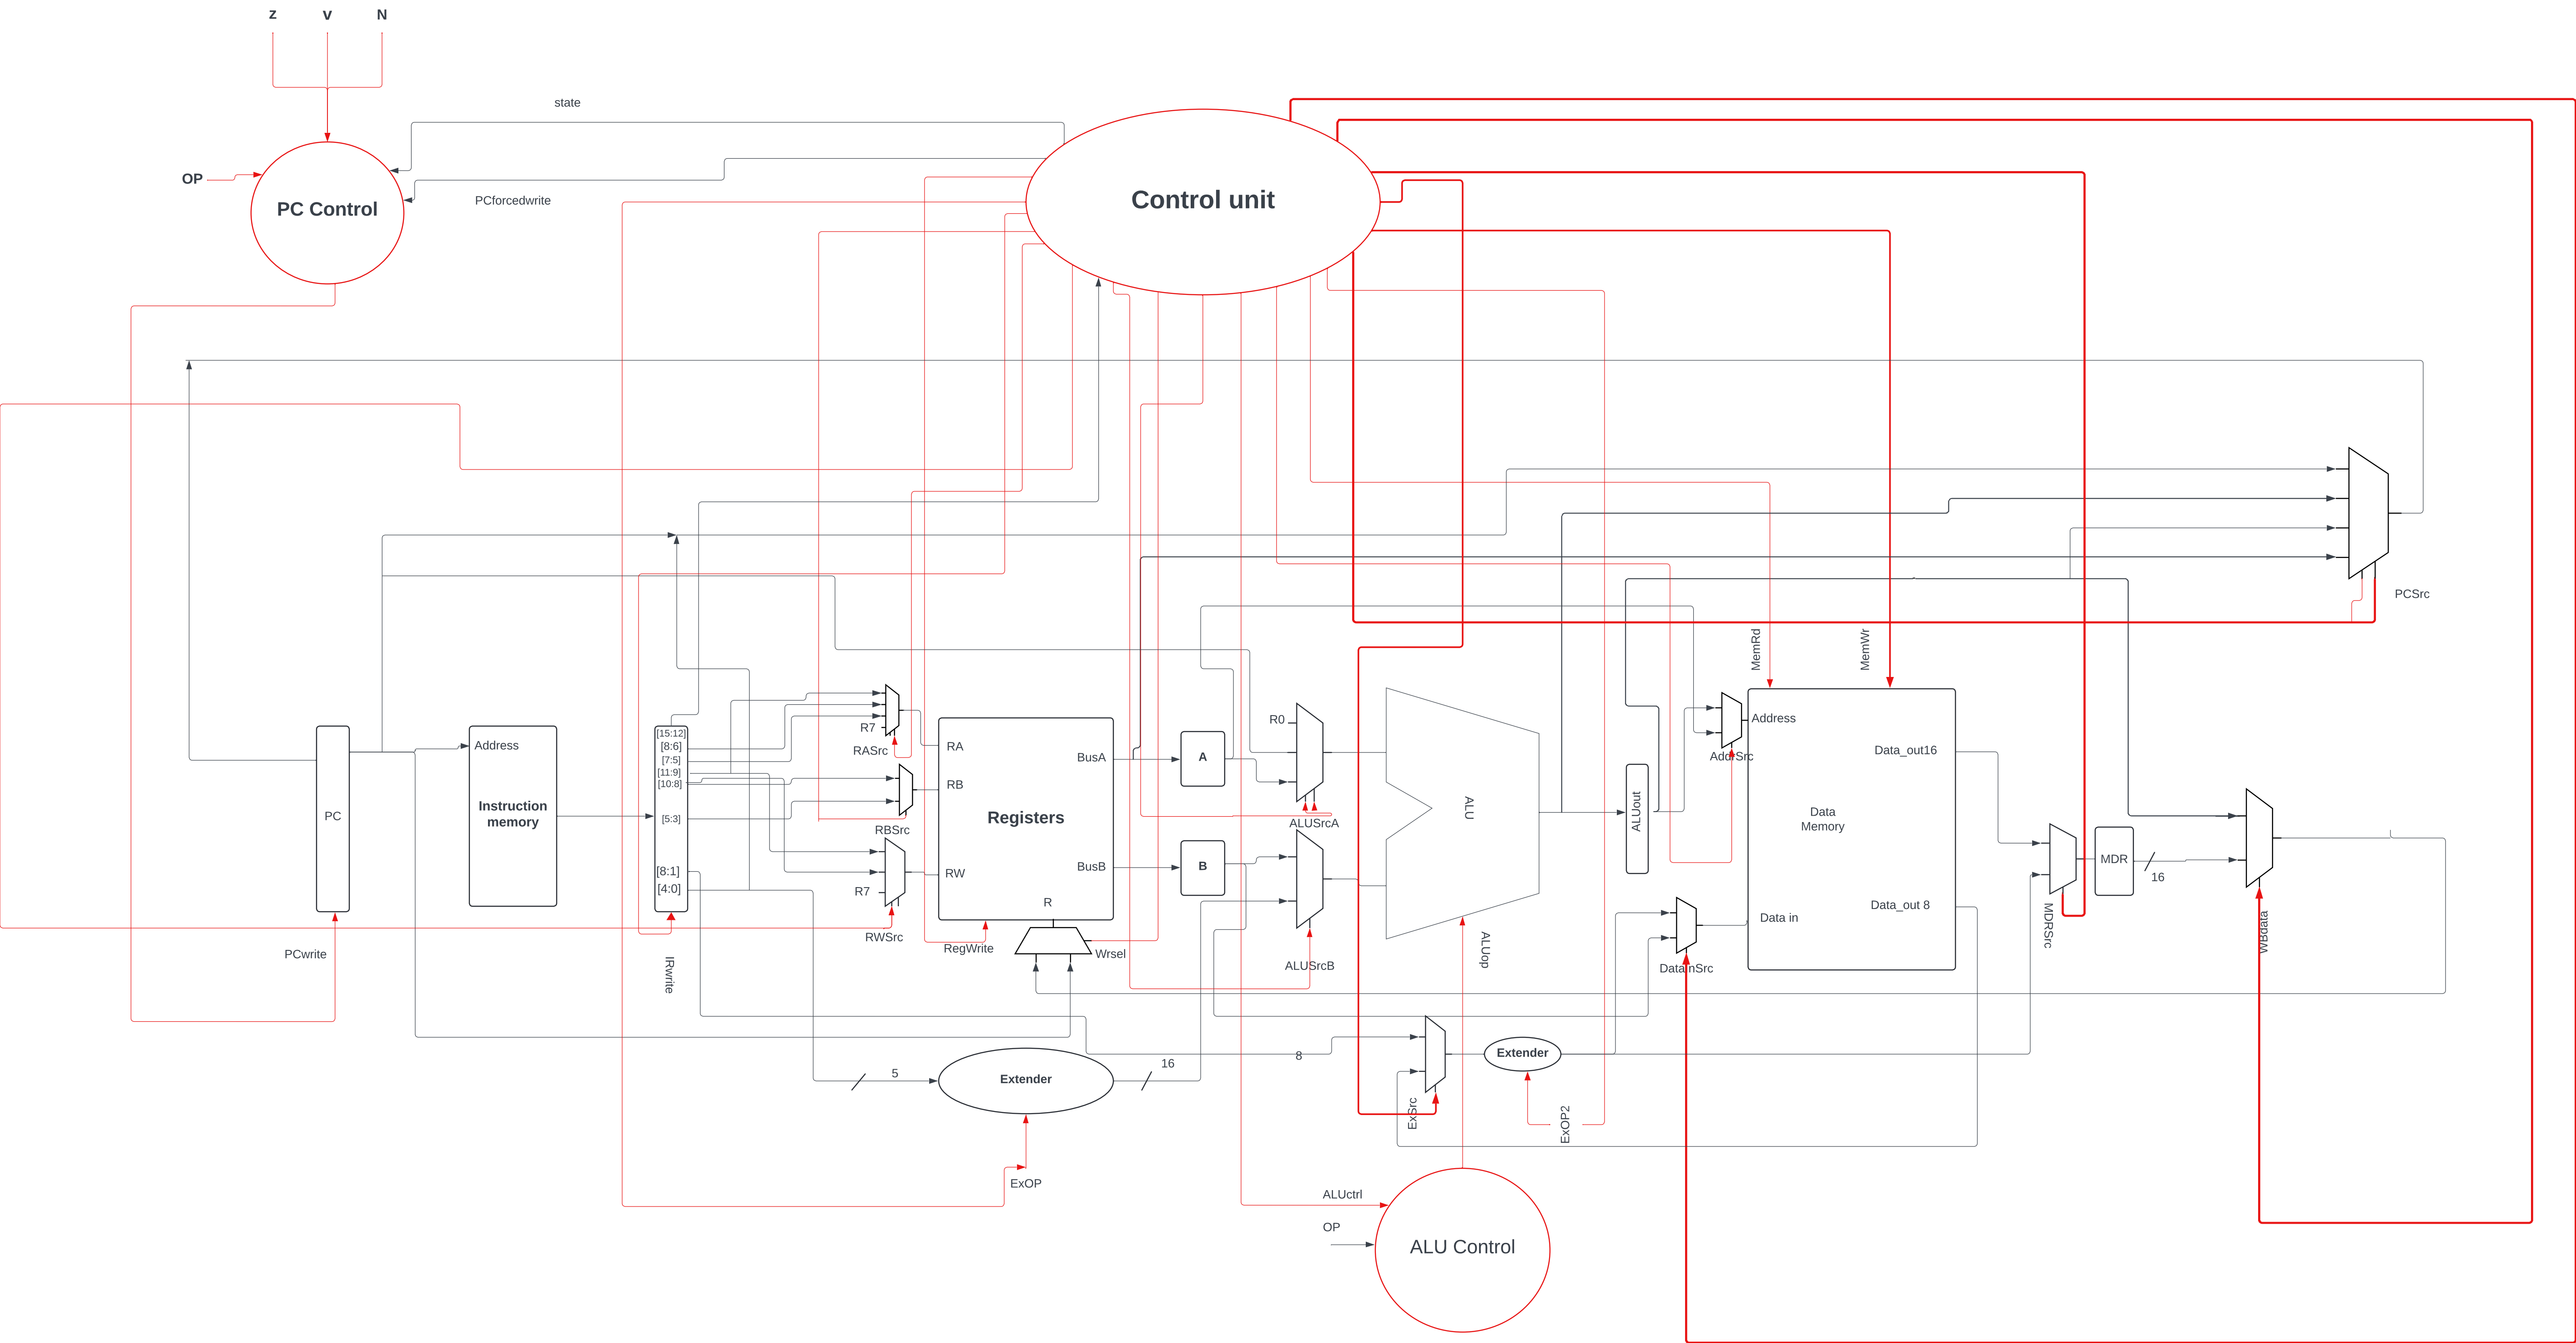 z
v
N
state
OP
PC Control
PCforcedwrite
Control unit
PCSrc
MemRd
MemWr
PC
Address
Instruction
memory
[15:12]
[8:6]
[7:5]
[11:9]
[10:8]
[5:3]
[8:1]
[4:0]
R7
RASrc
RBSrc
R7
RWSrc
RA
RB
RW
Registers
BusA
BusB
R
RegWrite
Wrsel
A
B
R0
ALUSrcA
ALUSrcB
ALU
ALUop
ALUout
AddrSrc
Address
Data_out16
Data
Memory
Data_out 8
Data in
DataInSrc
MDRSrc
MDR
16
WBdata
PCwrite
IRwrite
5
Extender
16
ExOP
8
ExSrc
Extender
ExOP2
ALUctrl
OP
ALU Control